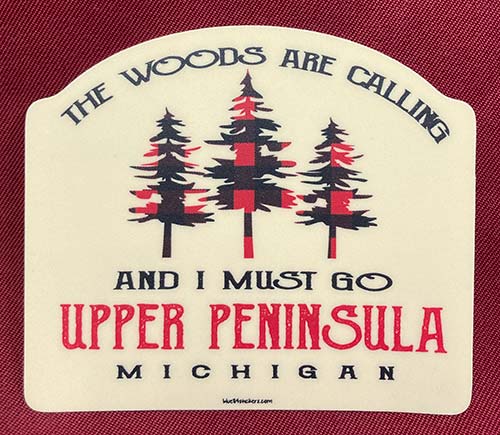 THE WOODS ARE CALLING
AND I MUST GO
UPPER PENINSULA
MICHIGAN